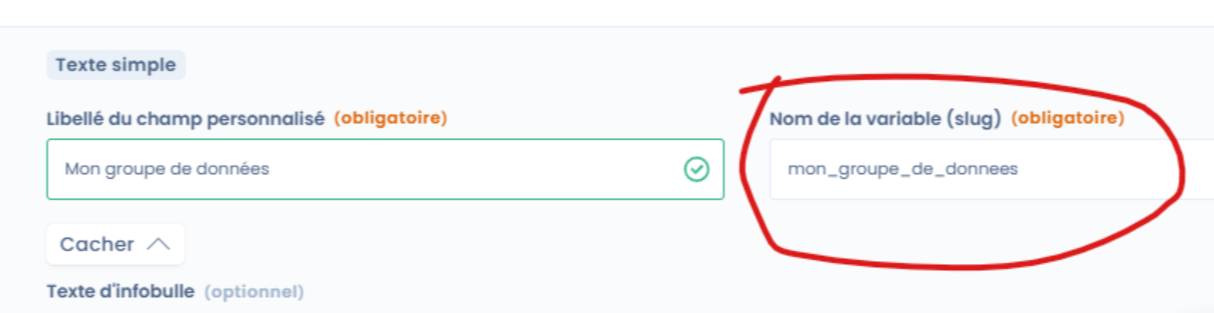 Texte simple
Libellé du champ personnalisé (obligatoire)
Nom de la variable (slug) (obligatoire)
Mon groupe de données
mon_groupe_de_donnees
Cacher
Texte d'infobulle (optionnel)